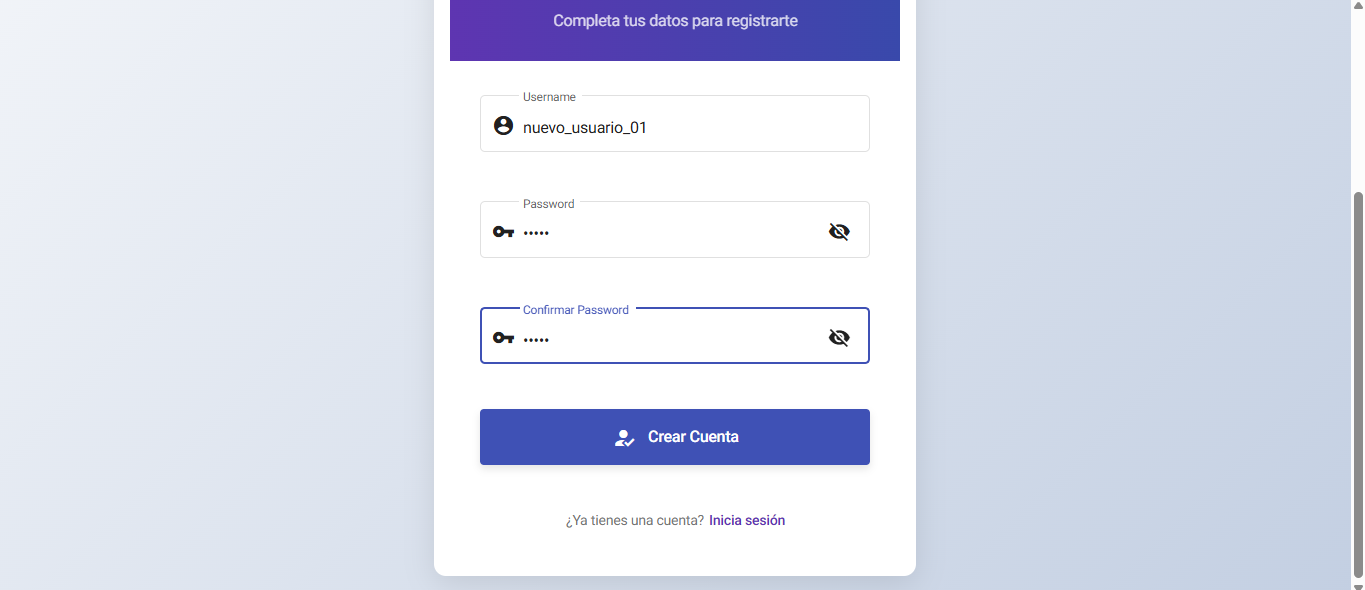 Completa tus datos para registrarte
Username
nuevo_usuario_01
Password
•••••
Confirmar Password
•••••
Crear Cuenta
¿Ya tienes una cuenta? Inicia sesión